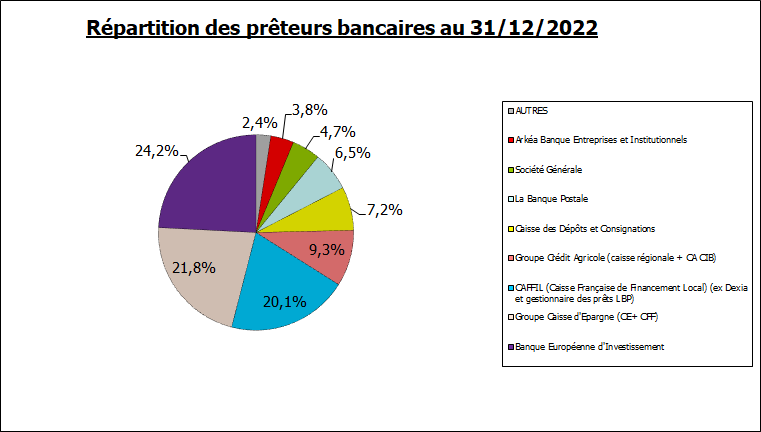 Répartition des prêteurs bancaires au 31/12/2022
2,4%
3,8%
4,7%
6,5%
7,2%
9,3%
20,1%
21,8%
24,2%
AUTRES
Arkéa Banque Entreprises et Institutionnels
Société Générale
La Banque Postale
Caisse des Dépôts et Consignations
Groupe Crédit Agricole (caisse régionale + CA CIB)
CAFFIL (Caisse Française de Financement Local) (ex Dexia
et gestionnaire des prêts LBP)
Groupe Caisse d'Epargne (CE+ CFF)
Banque Européenne d'Investissement